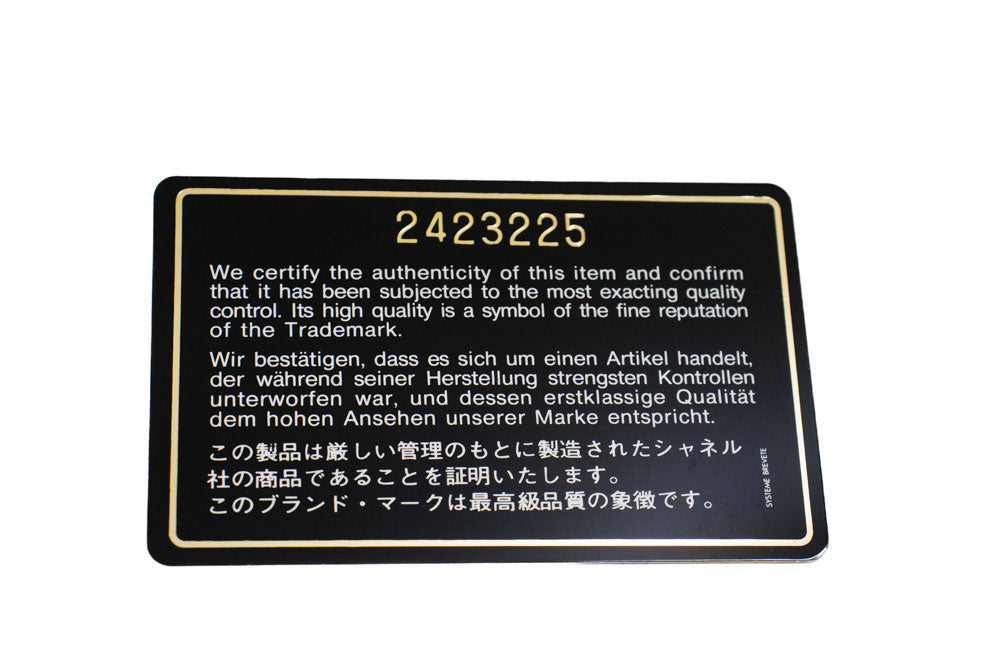 2423225
We certify the authenticity of this item and confirm
that it has been subjected to the most exacting quality
control. Its high quality is a symbol of the fine reputation
of the Trademark.
Wir bestätigen, dass es sich um einen Artikel handelt,
der während seiner Herstellung strengsten Kontrollen
unterworfen war, und dessen erstklassige Qualität
dem hohen Ansehen unserer Marke entspricht.
この製品は厳しい管理のもとに製造されたシャネル
社の商品であることを証明いたします。
このブランド・マークは最高級品質の象徴です。
SYSTEME BREVETE